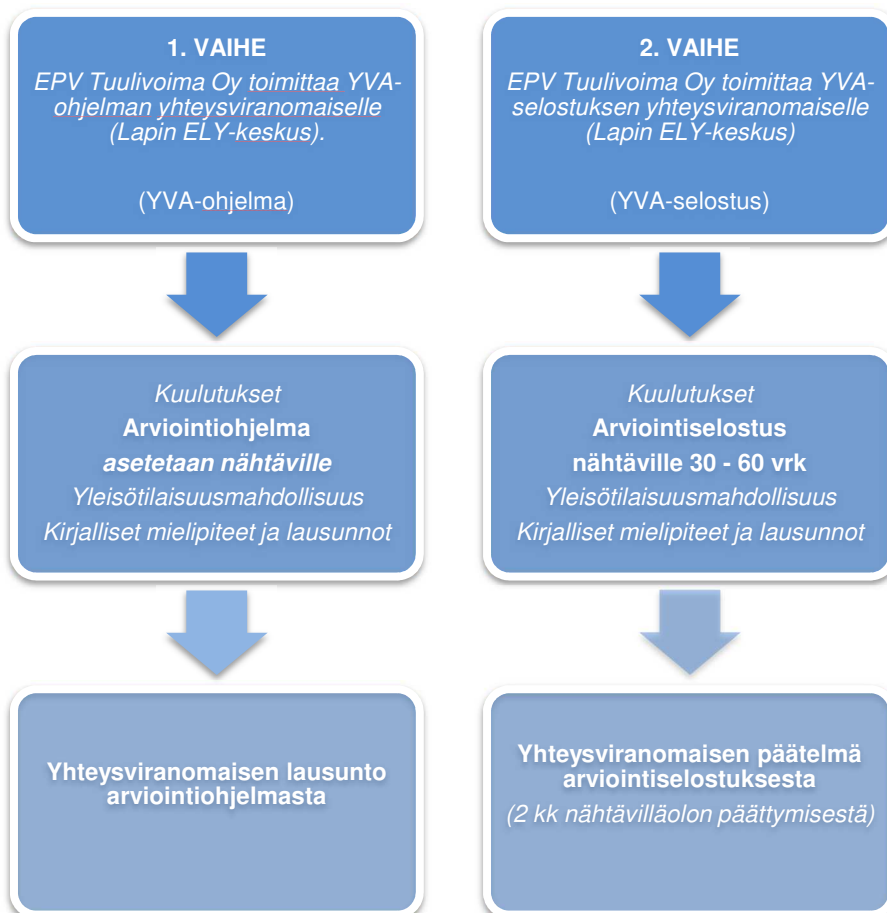 1. VAIHE
EPV Tuulivoima Oy toimittaa YVA-
ohjelman yhteysviranomaiselle
(Lapin ELY-keskus).
(YVA-ohjelma)
Kuulutukset
Arviointiohjelma
asetetaan nähtäville
Yleisötilaisuusmahdollisuus
Kirjalliset mielipiteet ja lausunnot
Yhteysviranomaisen lausunto
arviointiohjelmasta
2. VAIHE
EPV Tuulivoima Oy toimittaa YVA-
selostuksen yhteysviranomaiselle
(Lapin ELY-keskus)
(YVA-selostus)
Kuulutukset
Arviointiselostus
nähtäville 30 - 60 vrk
Yleisötilaisuusmahdollisuus
Kirjalliset mielipiteet ja lausunnot
Yhteysviranomaisen päätelmä
arviointiselostuksesta
(2 kk nähtävilläolon päättymisestä)